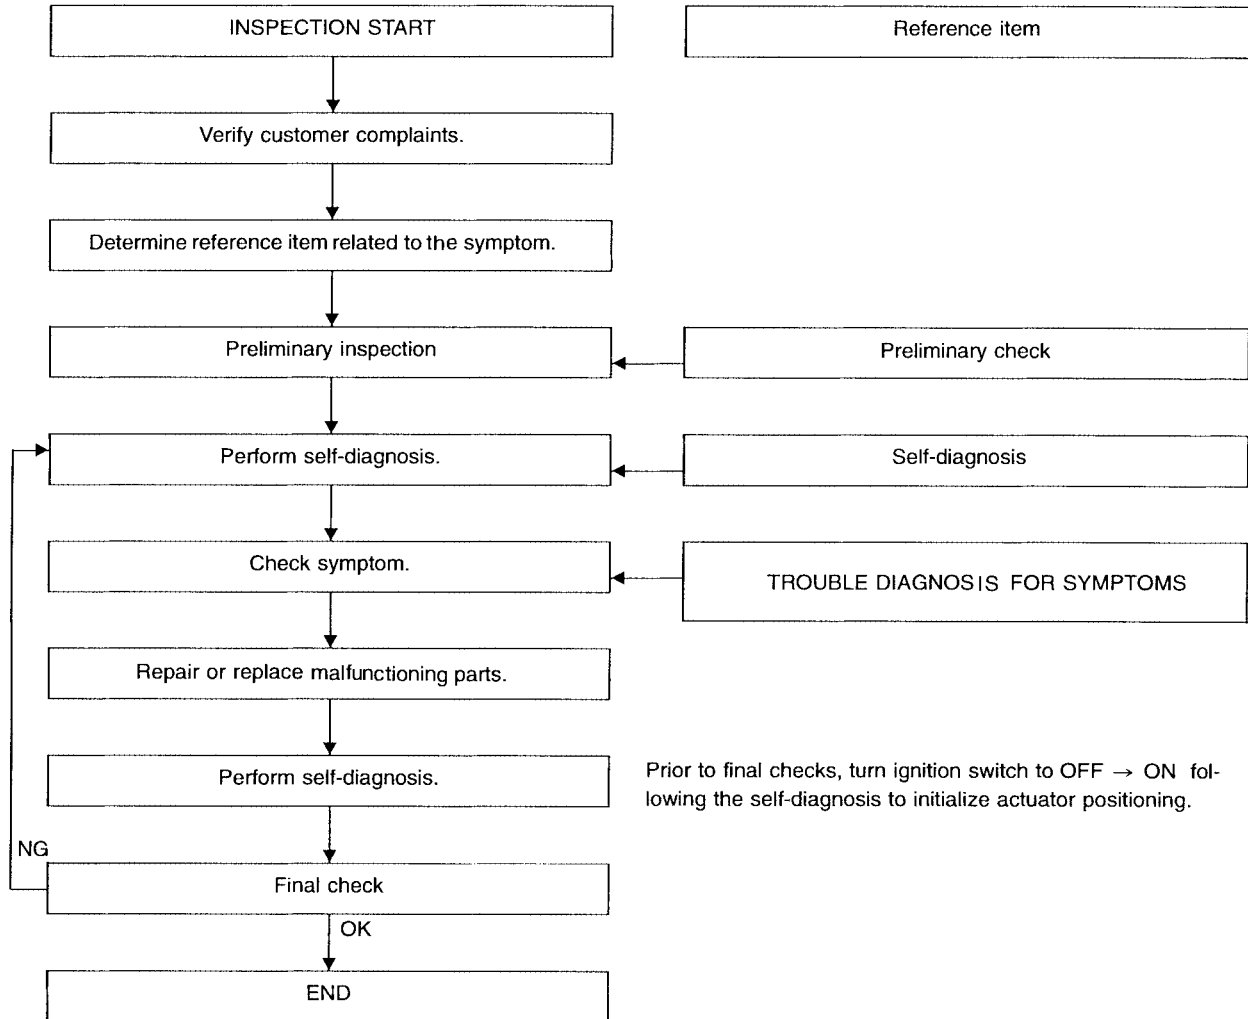 INSPECTION START
Reference item
Verify customer complaints.
Determine reference item related to the symptom.
Preliminary inspection
Preliminary check
Perform self-diagnosis.
Self-diagnosis
Check symptom.
TROUBLE DIAGNOSIS FOR SYMPTOMS
Repair or replace malfunctioning parts.
Perform self-diagnosis.
Prior to final checks, turn ignition switch to OFF → ON fol-
lowing the self-diagnosis to initialize actuator positioning.
NG
Final check
OK
END